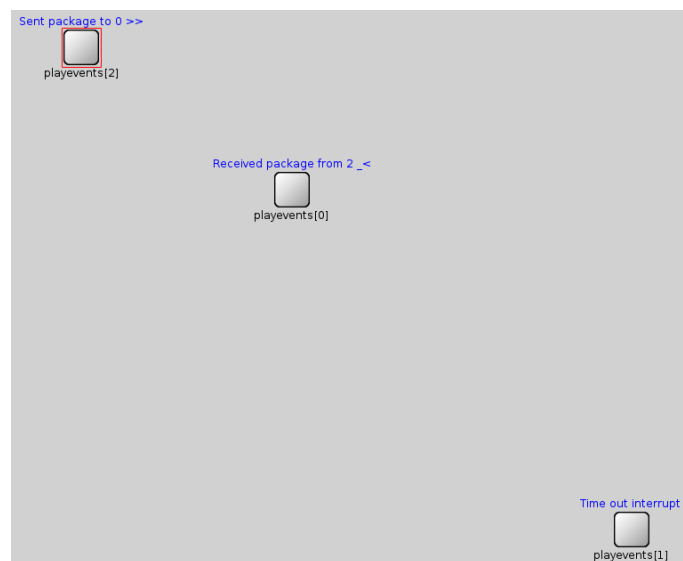 Sent package to 0 >>
playevents[2]
Received package from 2 _<
playevents[0]
Time out interrupt
playevents[1]